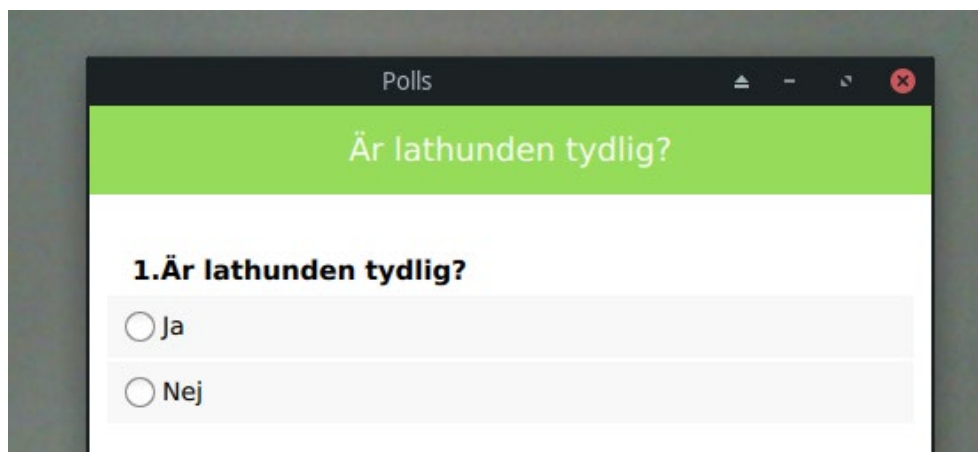 Polls
Är lathunden tydlig?
1.Är lathunden tydlig?
Ja
Nej